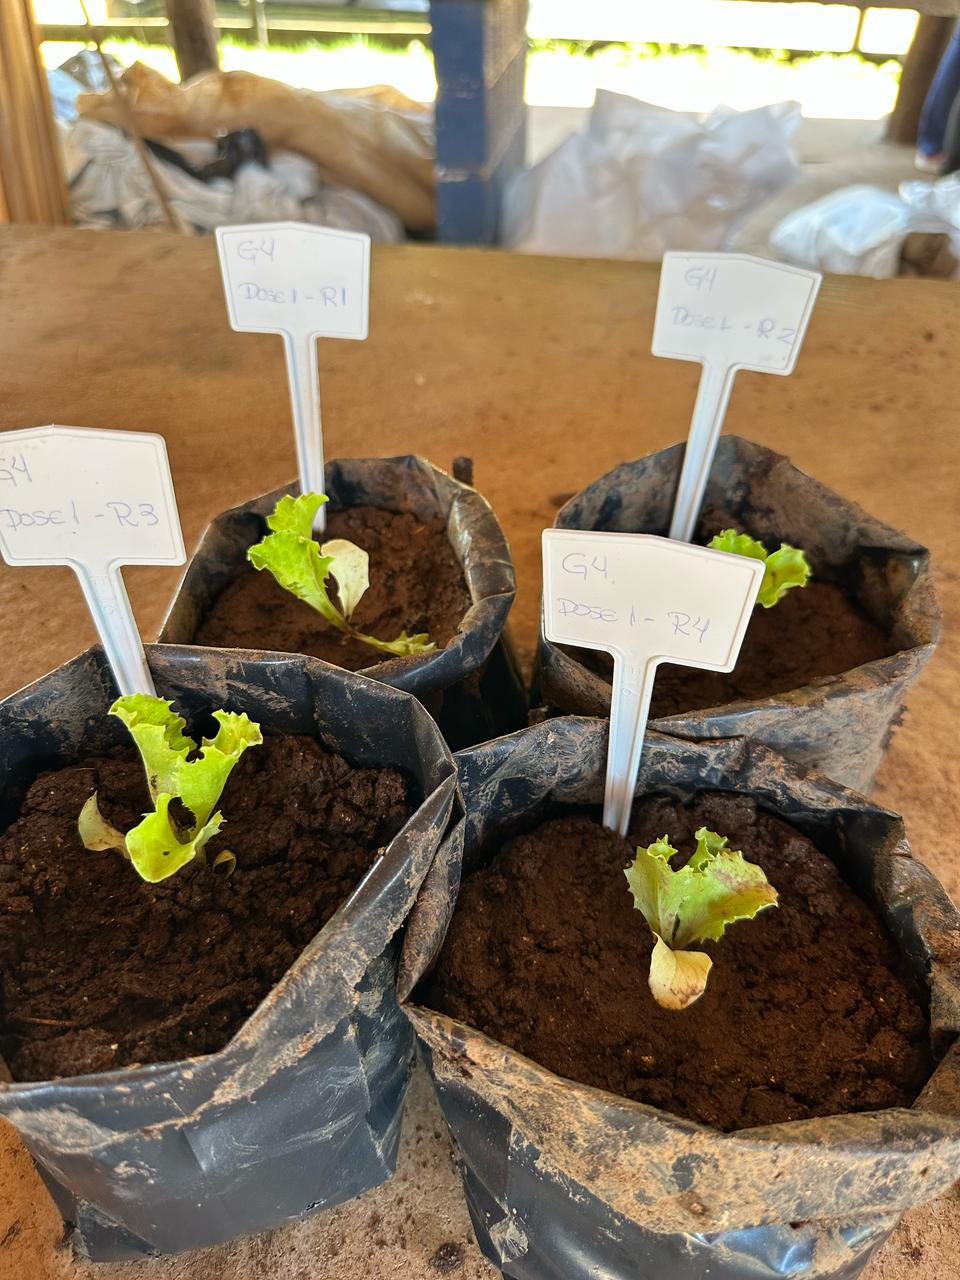 G4
Dose 1 - R1
G4
Dose 1 - R2
G4
Dose 1 - R3
G4.
Dose 1 - R4